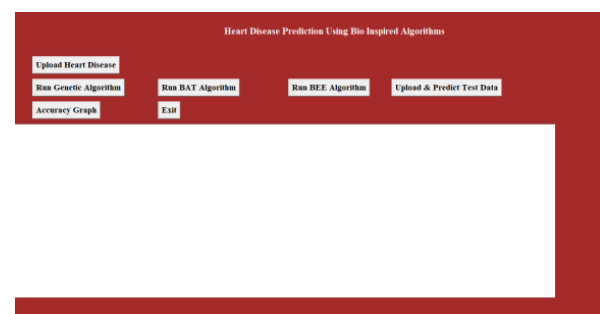 Heart Disease Prediction Using Bio Inspired Algorithms
Upload Heart Disease
Run Genetic Algorithm Run BAT Algorithm Run BEE Algorithm Upload & Predict Test Data
Accuracy Graph Exit